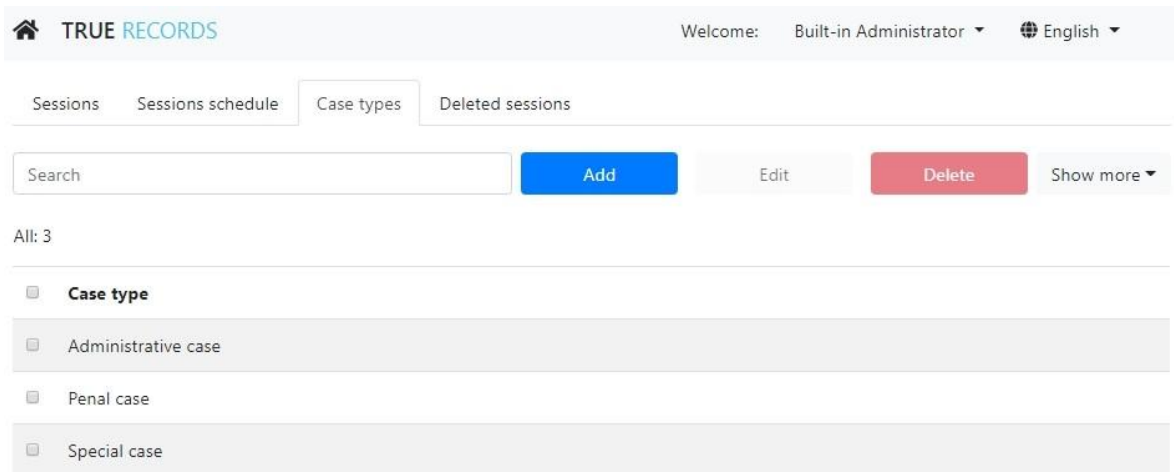 TRUE RECORDS Welcome: Built-in Administrator English
Sessions Sessions schedule Case types Deleted sessions
Search Add Edit Delete Show more
All: 3
Case type
Administrative case
Penal case
Special case